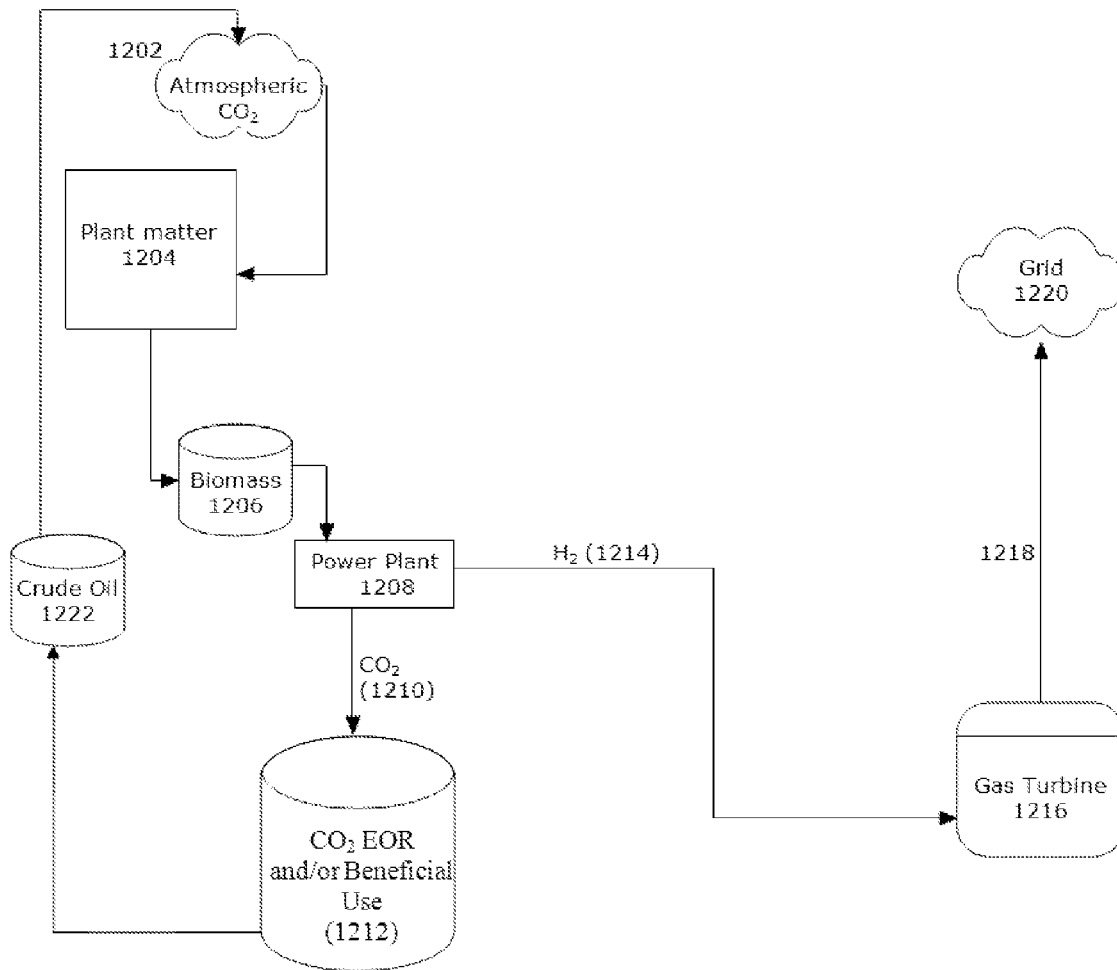 1202
Atmospheric
CO₂
Plant matter
1204
Grid
1220
Biomass
1206
H₂ (1214)
1218
Power Plant
1208
Crude Oil
1222
CO₂
(1210)
Gas Turbine
1216
CO₂ EOR
and/or Beneficial
Use
(1212)